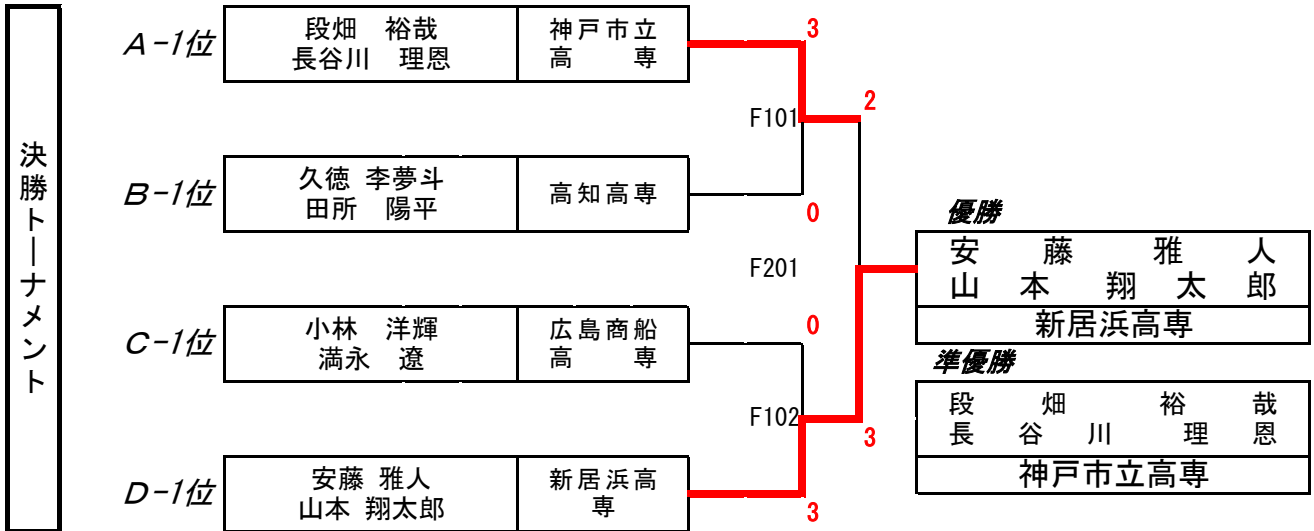 決勝トーナメント
A-1位
段畑 裕哉
長谷川 理恩
神戸市立
高 専
3
F101
2
B-1位
久徳 李夢斗
田所 陽平
高知高専
0
F201
C-1位
小林 洋輝
満永 遼
広島商船
高 専
0
F102
3
D-1位
安藤 雅人
山本 翔太郎
新居浜高
専
3
優勝
安 藤 雅 人
山 本 翔 太 郎
新居浜高専
準優勝
段 畑 裕 哉
長 谷 川 理 恩
神戸市立高専